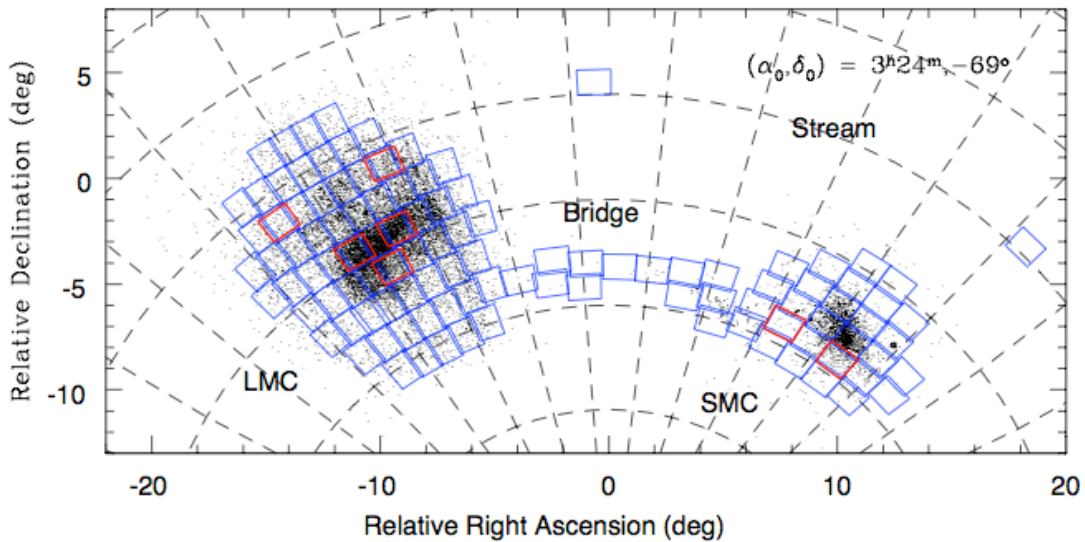 (α₀,δ₀) = 3ʰ24ᵐ,-69°
5
Stream
0
Bridge
-5
LMC
SMC
-10
-20
-10
0
10
20
Relative Declination (deg)
Relative Right Ascension (deg)